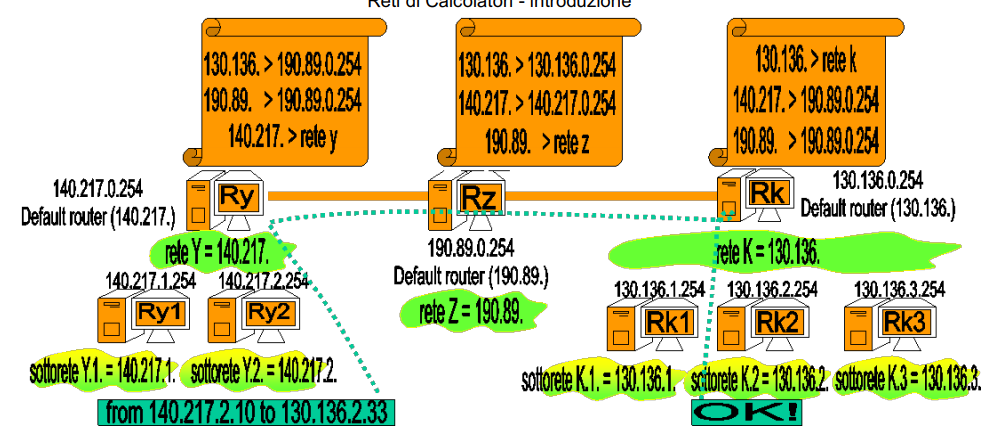 Reti di Calcolatori - Introduzione
130.136. > 190.89.0.254
190.89. > 190.89.0.254
140.217. > rete y
130.136. > 130.136.0.254
140.217. > 140.217.0.254
190.89. > rete z
130.136. > rete k
140.217. > 190.89.0.254
190.89. > 190.89.0.254
140.217.0.254
Default router (140.217.)
Ry
Rz
Rk
130.136.0.254
Default router (130.136.)
rete Y = 140.217.
190.89.0.254
Default router (190.89.)
rete Z = 190.89.
rete K = 130.136.
140.217.1.254
140.217.2.254
Ry1
Ry2
130.136.1.254
130.136.2.254
130.136.3.254
Rk1
Rk2
Rk3
sottorete Y.1. = 140.217.1.
sottorete Y.2. = 140.217.2.
sottorete K.1. = 130.136.1.
sottorete K.2 = 130.136.2.
sottorete K.3 = 130.136.3.
from 140.217.2.10 to 130.136.2.33
OK!